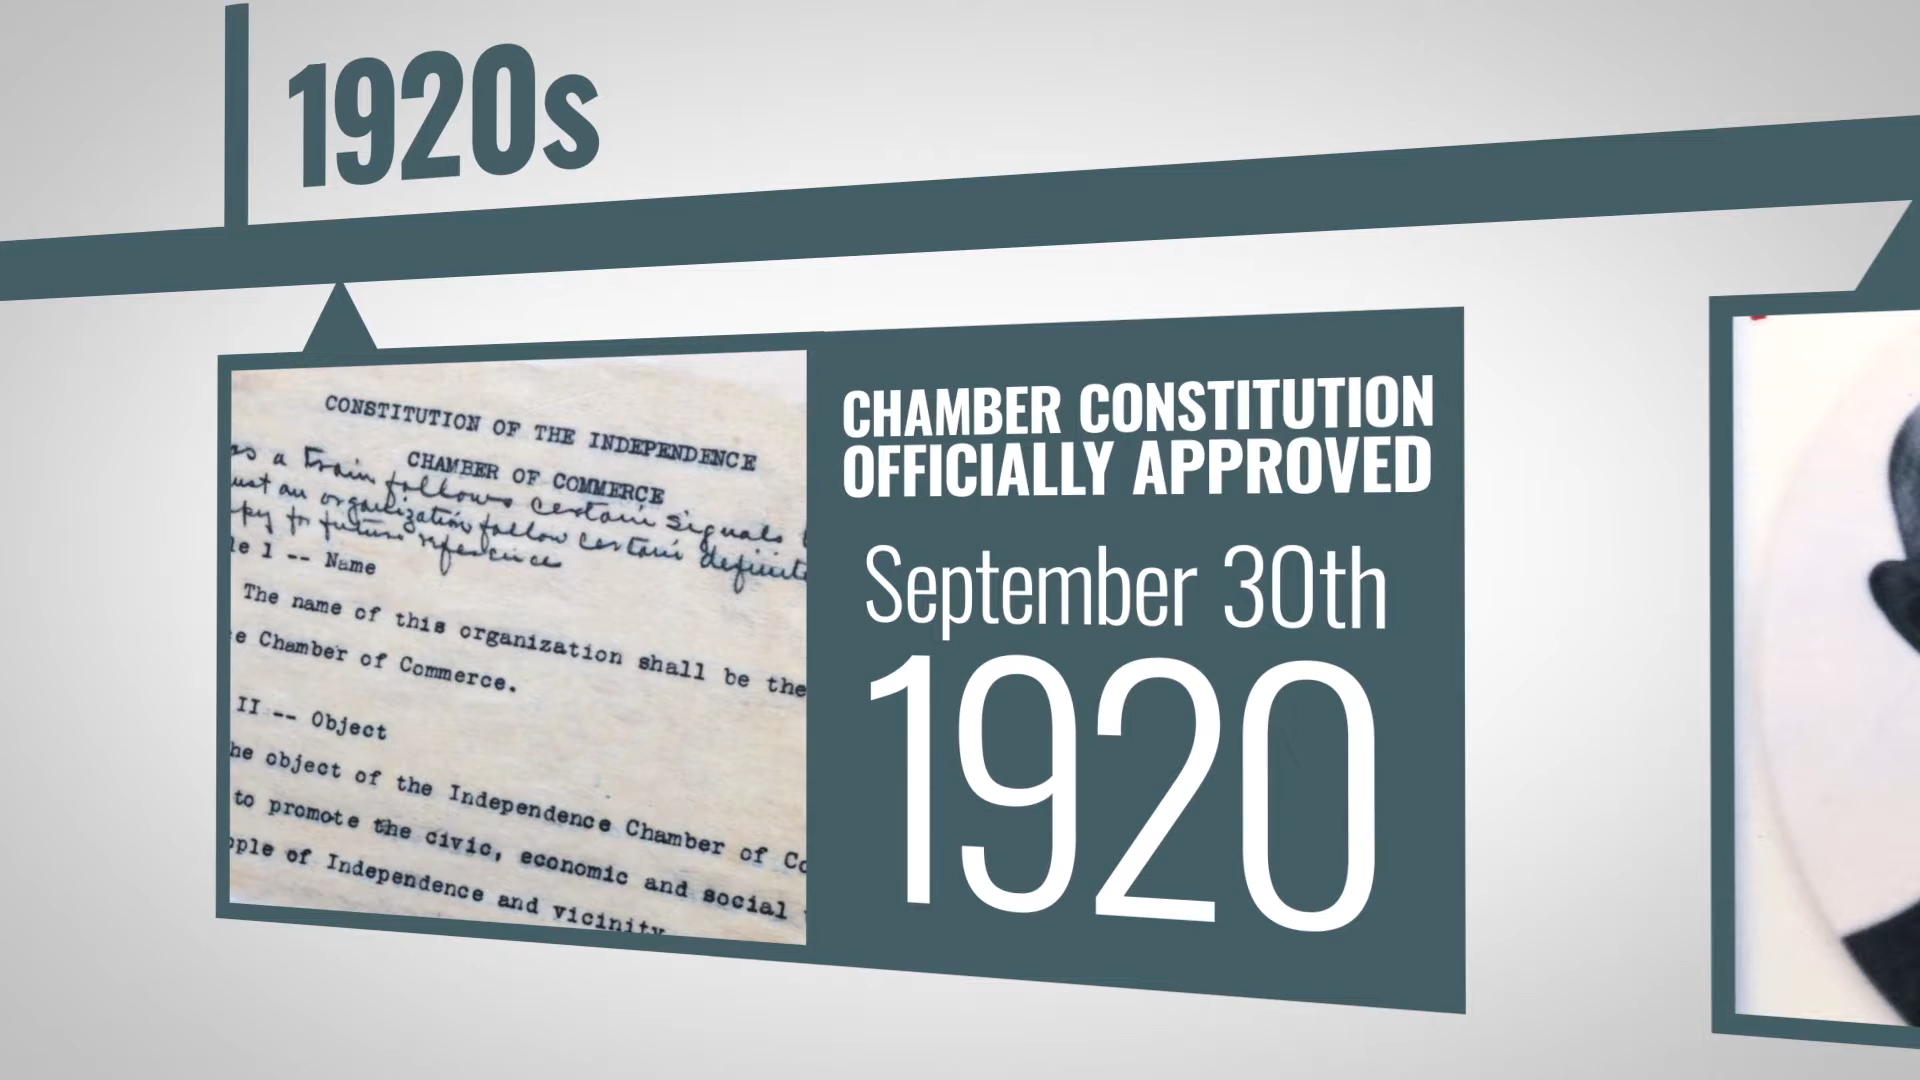 1920s
CONSTITUTION OF THE INDEPENDENCE
CHAMBER OF COMMERCE
as a train follows certain signals
ust an organization follow certain definite
py for future reference
le I -- Name
The name of this organization shall be the
e Chamber of Commerce.
II -- Object
he object of the Independence Chamber of Co
to promote the civic, economic and social
ople of Independence and vicinity
CHAMBER CONSTITUTION
OFFICIALLY APPROVED
September 30th
1920